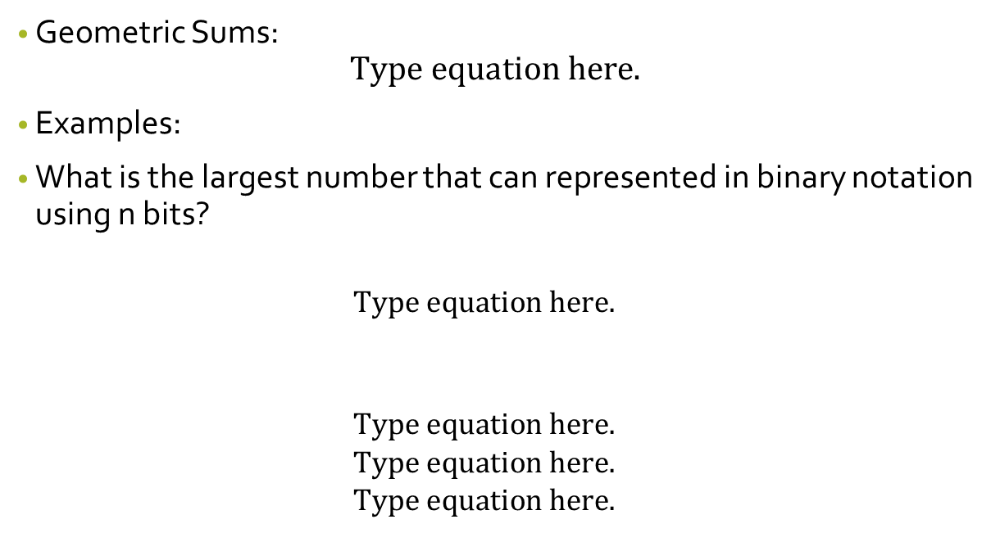 • Geometric Sums:
Type equation here.
• Examples:
• What is the largest number that can represented in binary notation
using n bits?
Type equation here.
Type equation here.
Type equation here.
Type equation here.